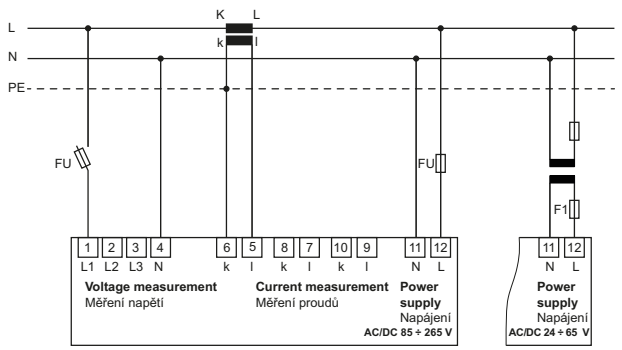 K L
L
k l
N
PE
FU
FU
F1
1 2 3 4 6 5 8 7 10 9 11 12
11 12
L1 L2 L3 N k l k l k l N L
N L
Voltage measurement
Měření napětí
Current measurement
Měření proudů
Power
supply
Napájení
AC/DC 85 ÷ 265 V
Power
supply
Napájení
AC/DC 24 ÷ 65 V